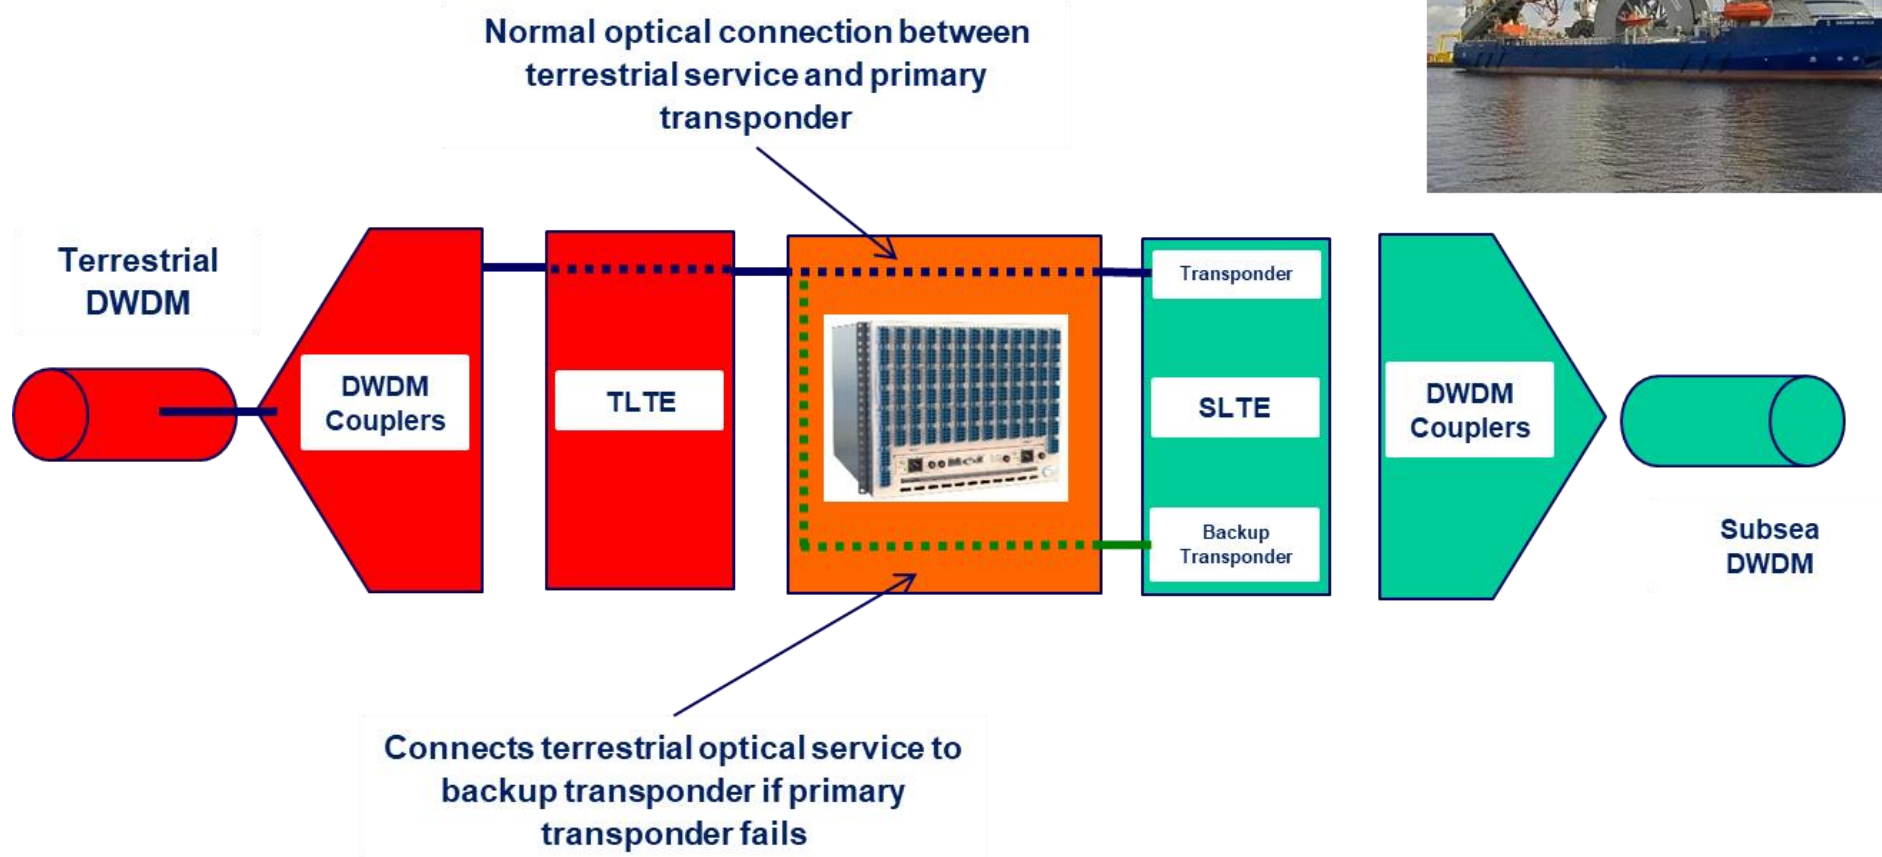 Normal optical connection between
terrestrial service and primary
transponder
Terrestrial
DWDM
DWDM
Couplers
TLTE
Transponder
SLTE
Backup
Transponder
DWDM
Couplers
Subsea
DWDM
Connects terrestrial optical service to
backup transponder if primary
transponder fails